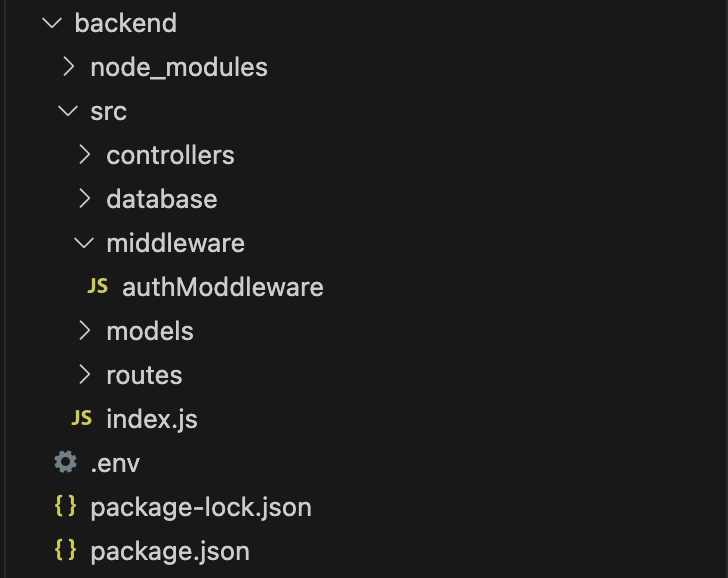 backend
node_modules
src
controllers
database
middleware
JS authModdleware
models
routes
JS index.js
.env
{} package-lock.json
{} package.json